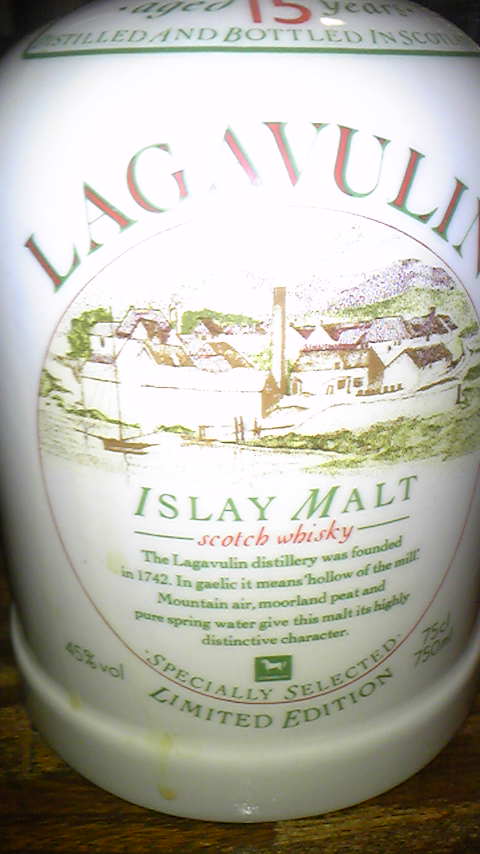 ·aged 15 years·
DISTILLED AND BOTTLED IN SCOTL
LAGAVULIN
ISLAY MALT
scotch whisky
The Lagavulin distillery was founded
in 1742. In gaelic it means 'hollow of the mill'.
Mountain air, moorland peat and
pure spring water give this malt its highly
distinctive character.
45% vol
75cl
750ml
·SPECIALLY SELECTED·
LIMITED EDITION